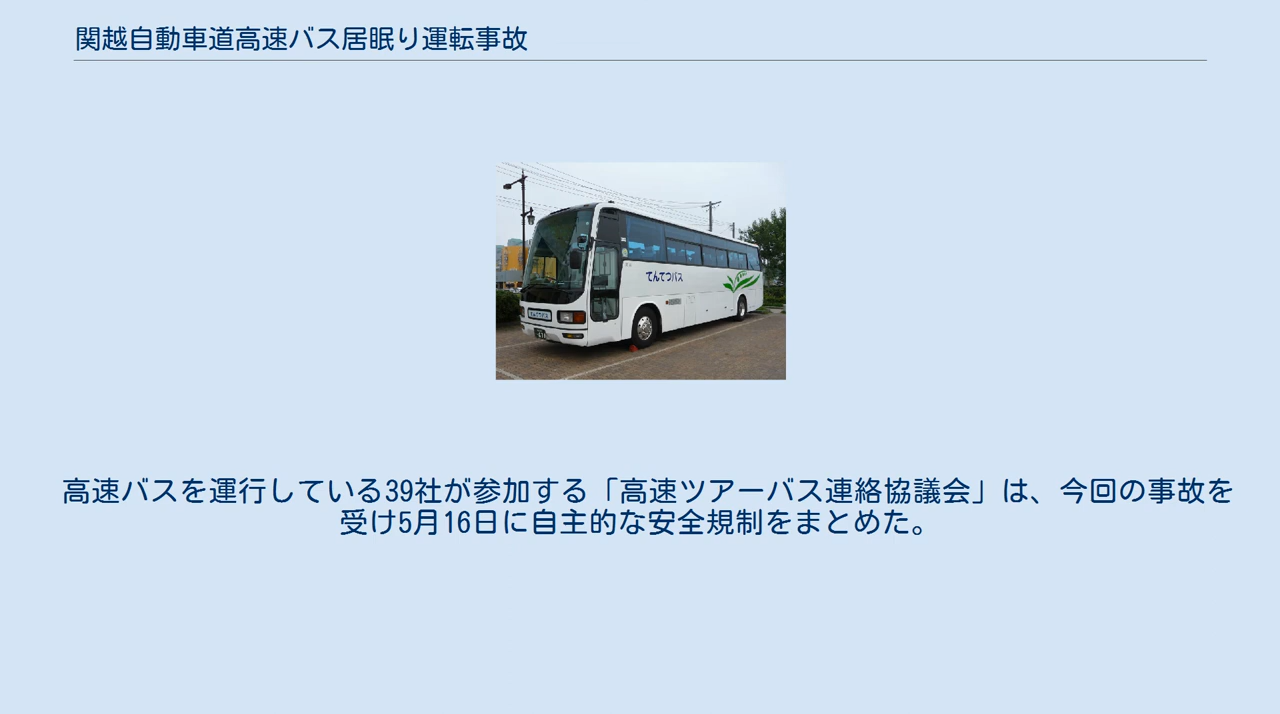 関越自動車道高速バス居眠り運転事故
てんてつバス
高速バスを運行している39社が参加する「高速ツアーバス連絡協議会」は、今回の事故を
受け5月16日に自主的な安全規制をまとめた。